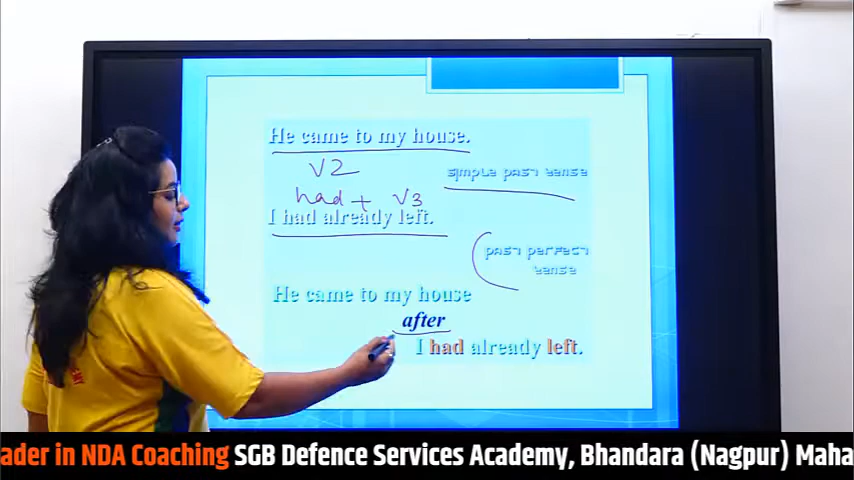 He came to my house.
V2
simple past tense
had + V3
I had already left.
past perfect
tense
He came to my house
after
I had already left.
ader in NDA Coaching SGB Defence Services Academy, Bhandara (Nagpur) Maha